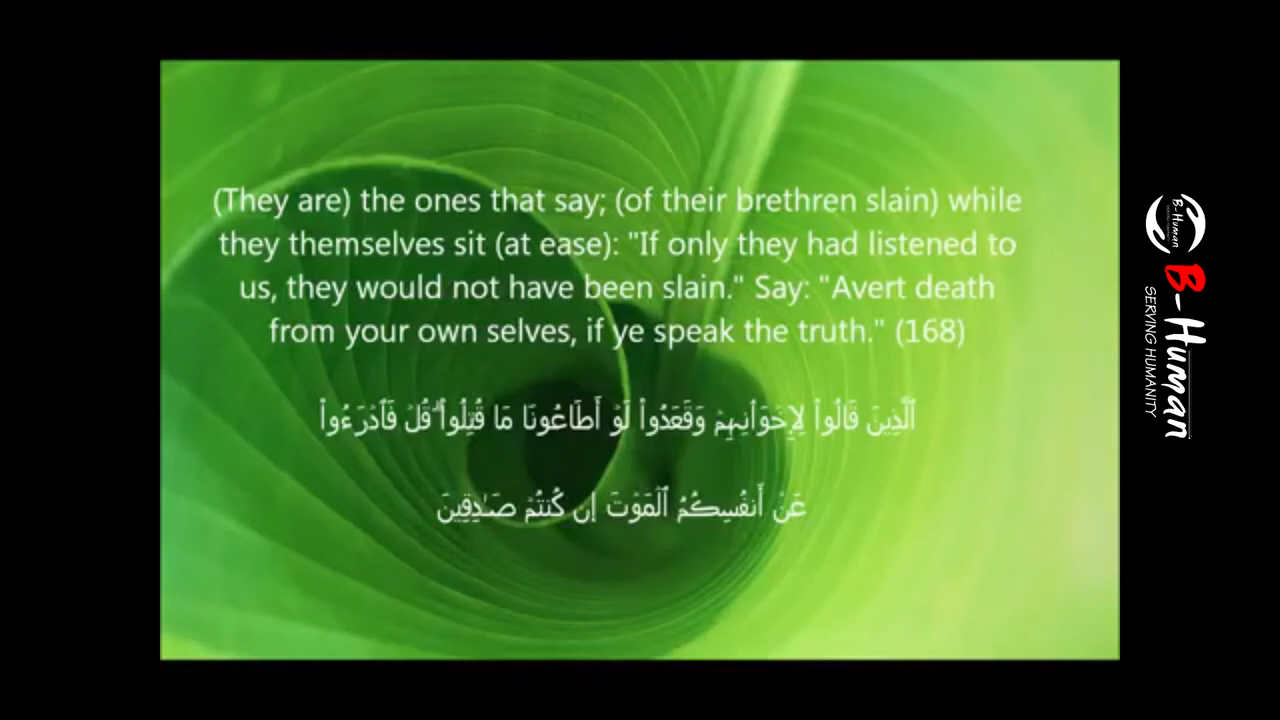 (They are) the ones that say; (of their brethren slain) while
they themselves sit (at ease): "If only they had listened to
us, they would not have been slain." Say: "Avert death
from your own selves, if ye speak the truth." (168)
ٱلَّذِينَ قَالُوا۟ لِإِخْوَٰنِهِمْ وَقَعَدُوا۟ لَوْ أَطَاعُونَا مَا قُتِلُوا۟ ۗ قُلْ فَٱدْرَءُوا۟
عَنْ أَنفُسِكُمُ ٱلْمَوْتَ إِن كُنتُمْ صَـٰدِقِينَ
B-Human
B-Human
SERVING HUMANITY